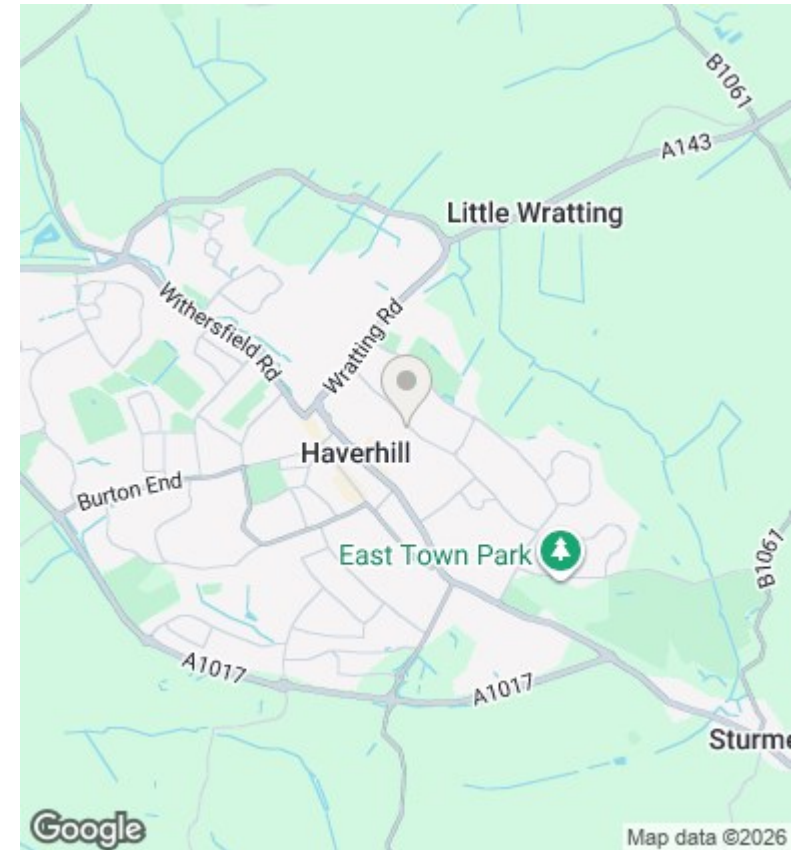 B1061
A143
Little Wratting
Withersfield Rd
Wratting Rd
Haverhill
Burton End
East Town Park
B1061
A1017
A1017
Sturme
Google
Map data ©2026